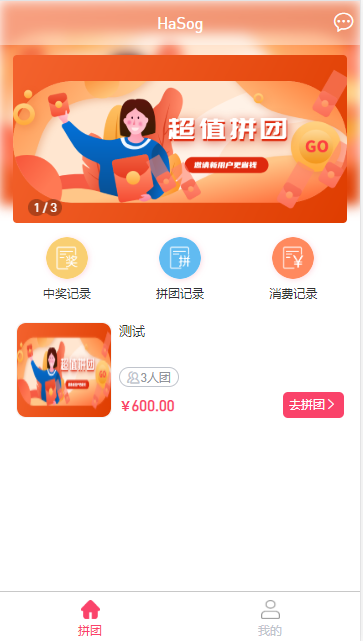 HaSog
超值拼团
邀请新用户更省钱
GO
1 / 3
奖
拼
¥
中奖记录
拼团记录
消费记录
测试
超值拼团
3人团
¥600.00
去拼团
拼团
我的